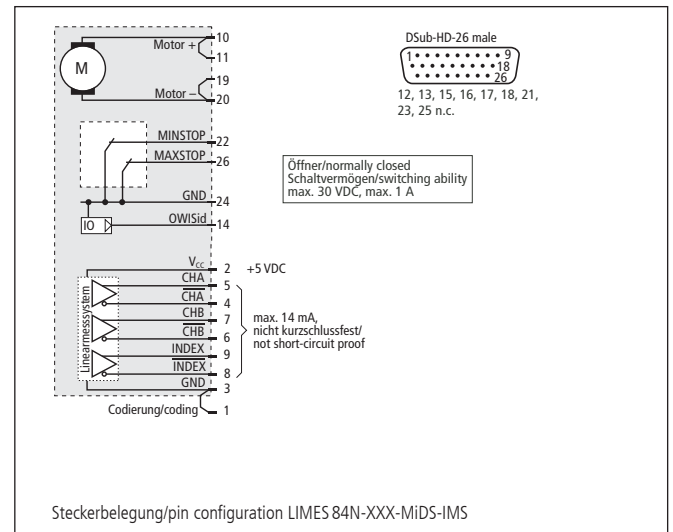 Motor +
10
11
M
19
Motor –
20
MINSTOP
22
MAXSTOP
26
GND
24
OWISid
14
IO
V_CC
2
+5 VDC
CHA
5
C̅H̅A̅
4
CHB
7
C̅H̅B̅
6
INDEX
9
I̅N̅D̅E̅X̅
8
GND
3
Linearmesssystem
Codierung/coding
1
max. 14 mA,
nicht kurzschlussfest/
not short-circuit proof
DSub-HD-26 male
1
9
18
26
12, 13, 15, 16, 17, 18, 21,
23, 25 n.c.
Öffner/normally closed
Schaltvermögen/switching ability
max. 30 VDC, max. 1 A
Steckerbelegung/pin configuration LIMES 84N-XXX-MiDS-IMS